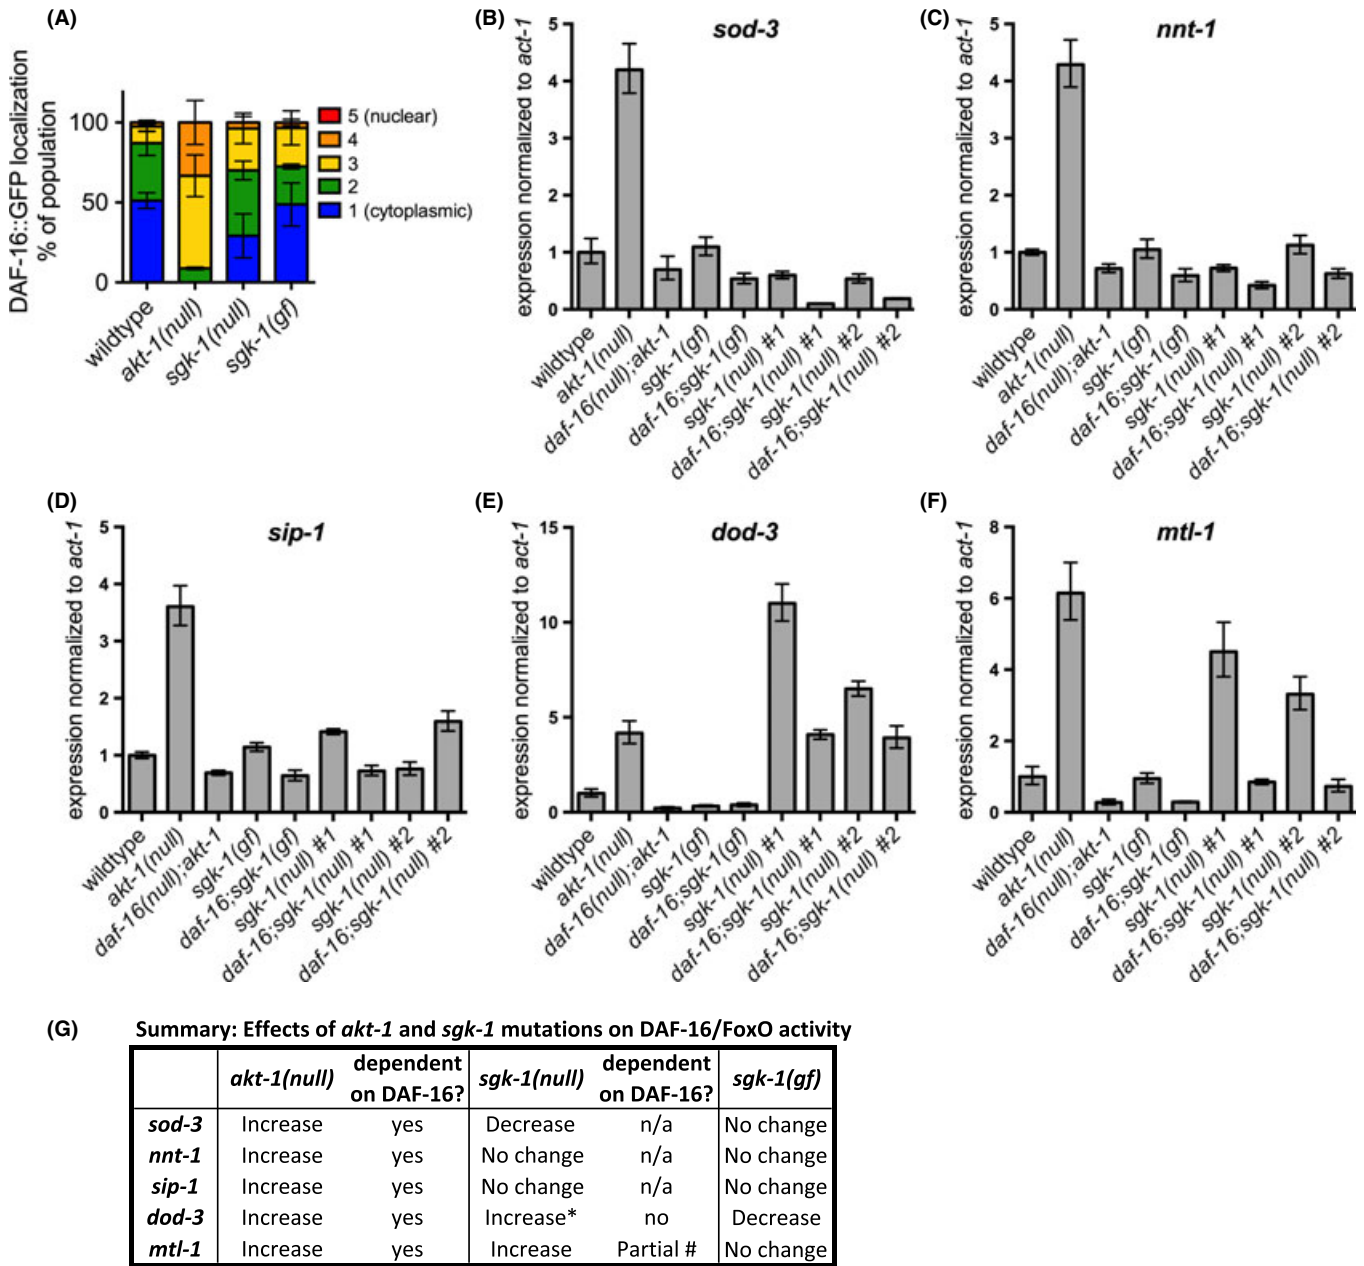 (A)
DAF-16::GFP localization
% of population
100
50
0
5 (nuclear)
4
3
2
1 (cytoplasmic)
wildtype
akt-1(null)
sgk-1(null)
sgk-1(gf)
(B)
sod-3
expression normalized to act-1
5
4
3
2
1
0
wildtype
akt-1(null)
daf-16(null);akt-1
sgk-1(gf)
daf-16;sgk-1(gf)
sgk-1(null) #1
daf-16;sgk-1(null) #1
sgk-1(null) #2
daf-16;sgk-1(null) #2
(C)
nnt-1
expression normalized to act-1
5
4
3
2
1
0
wildtype
akt-1(null)
daf-16(null);akt-1
sgk-1(gf)
daf-16;sgk-1(gf)
sgk-1(null) #1
daf-16;sgk-1(null) #1
sgk-1(null) #2
daf-16;sgk-1(null) #2
(D)
sip-1
expression normalized to act-1
5
4
3
2
1
0
wildtype
akt-1(null)
daf-16(null);akt-1
sgk-1(gf)
daf-16;sgk-1(gf)
sgk-1(null) #1
daf-16;sgk-1(null) #1
sgk-1(null) #2
daf-16;sgk-1(null) #2
(E)
dod-3
expression normalized to act-1
15
10
5
0
wildtype
akt-1(null)
daf-16(null);akt-1
sgk-1(gf)
daf-16;sgk-1(gf)
sgk-1(null) #1
daf-16;sgk-1(null) #1
sgk-1(null) #2
daf-16;sgk-1(null) #2
(F)
mtl-1
expression normalized to act-1
8
6
4
2
0
wildtype
akt-1(null)
daf-16(null);akt-1
sgk-1(gf)
daf-16;sgk-1(gf)
sgk-1(null) #1
daf-16;sgk-1(null) #1
sgk-1(null) #2
daf-16;sgk-1(null) #2
(G) Summary: Effects of akt-1 and sgk-1 mutations on DAF-16/FoxO activity
akt-1(null) dependent on DAF-16? sgk-1(null) dependent on DAF-16? sgk-1(gf)
sod-3 Increase yes Decrease n/a No change
nnt-1 Increase yes No change n/a No change
sip-1 Increase yes No change n/a No change
dod-3 Increase yes Increase* no Decrease
mtl-1 Increase yes Increase Partial # No change